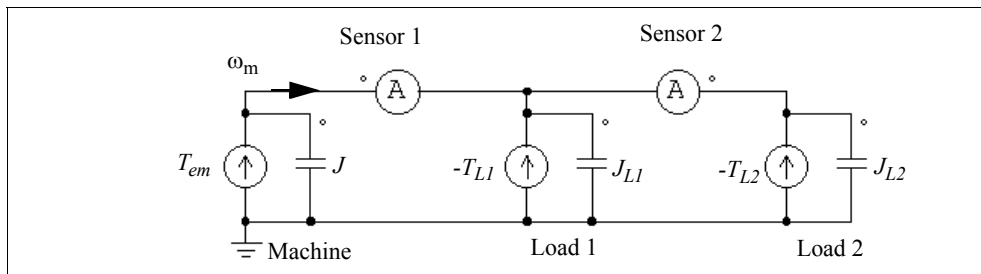 Sensor 1
Sensor 2
ωm
A
A
Tem
J
-TL1
JL1
-TL2
JL2
Machine
Load 1
Load 2